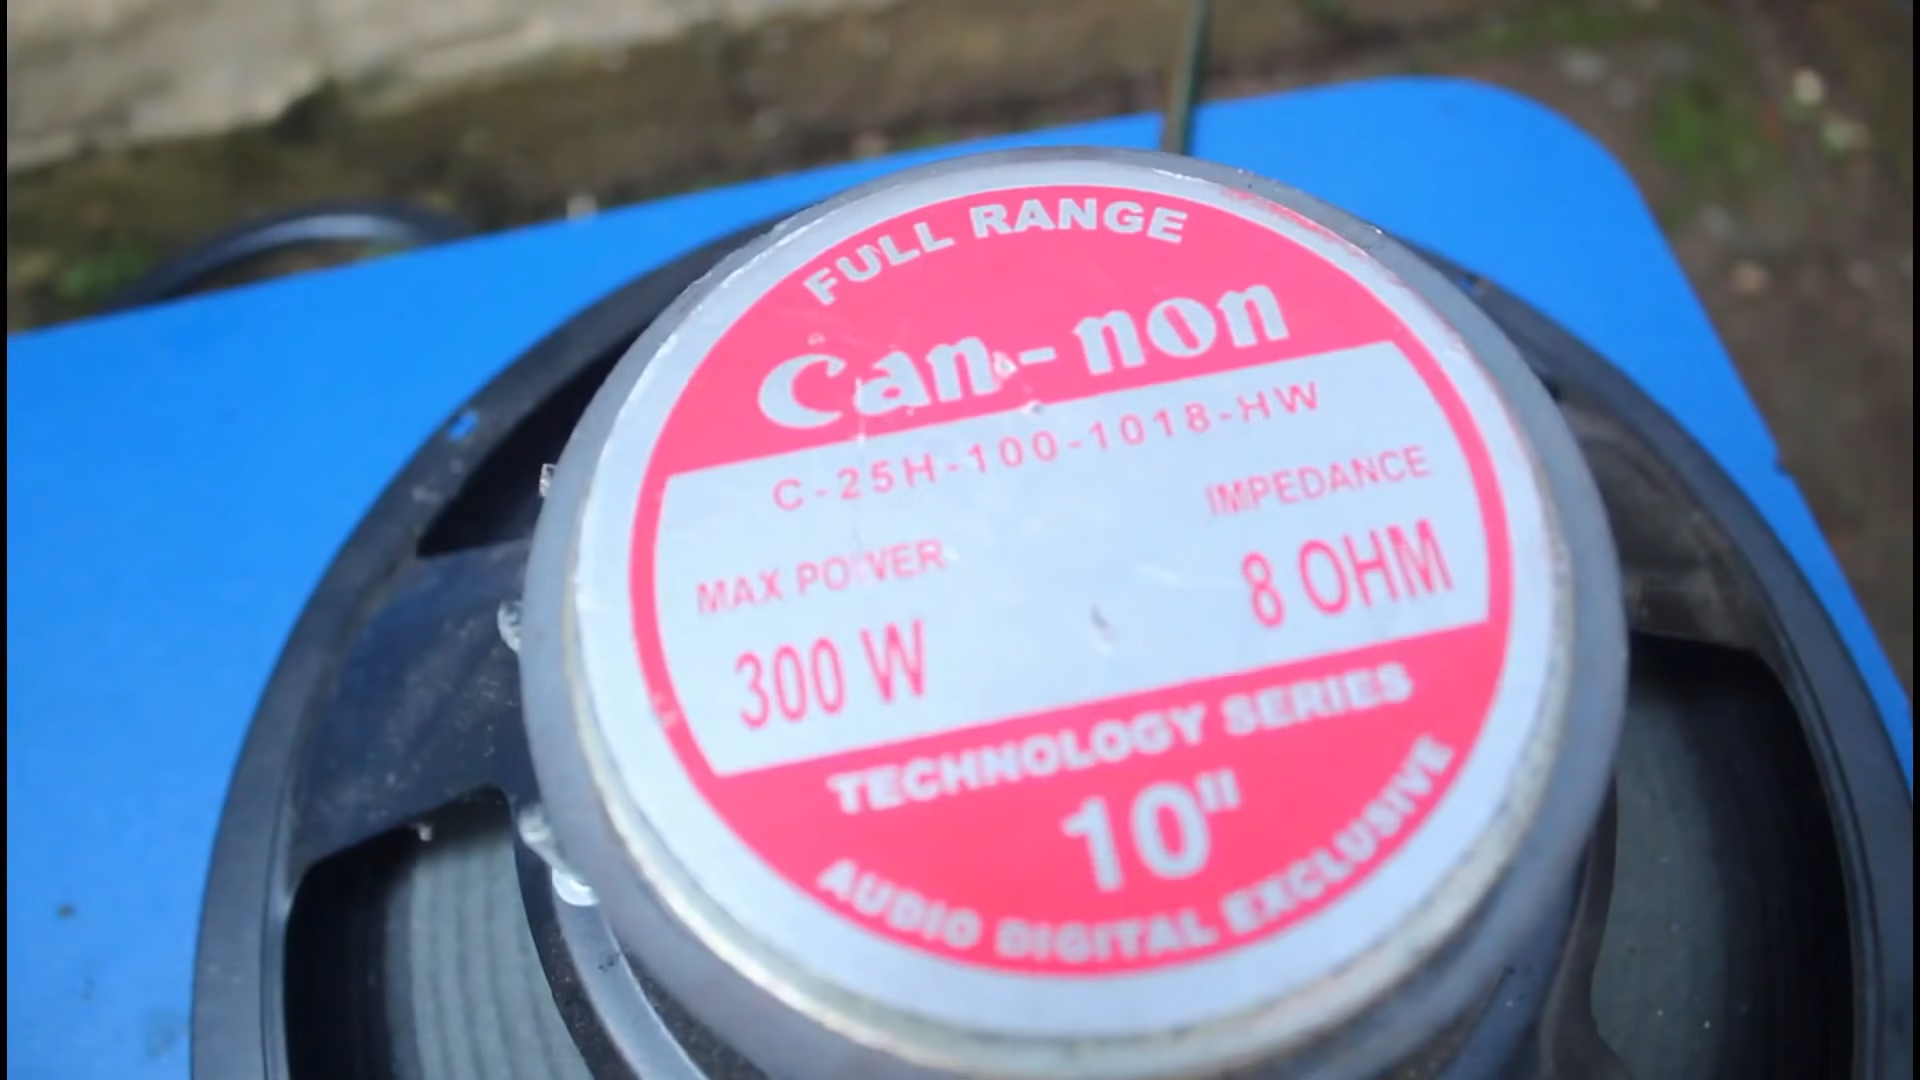 FULL RANGE
Can-non
C-25H-100-1018-HW
MAX POWER
IMPEDANCE
300 W
8 OHM
TECHNOLOGY SERIES
10"
AUDIO DIGITAL EXCLUSIVE